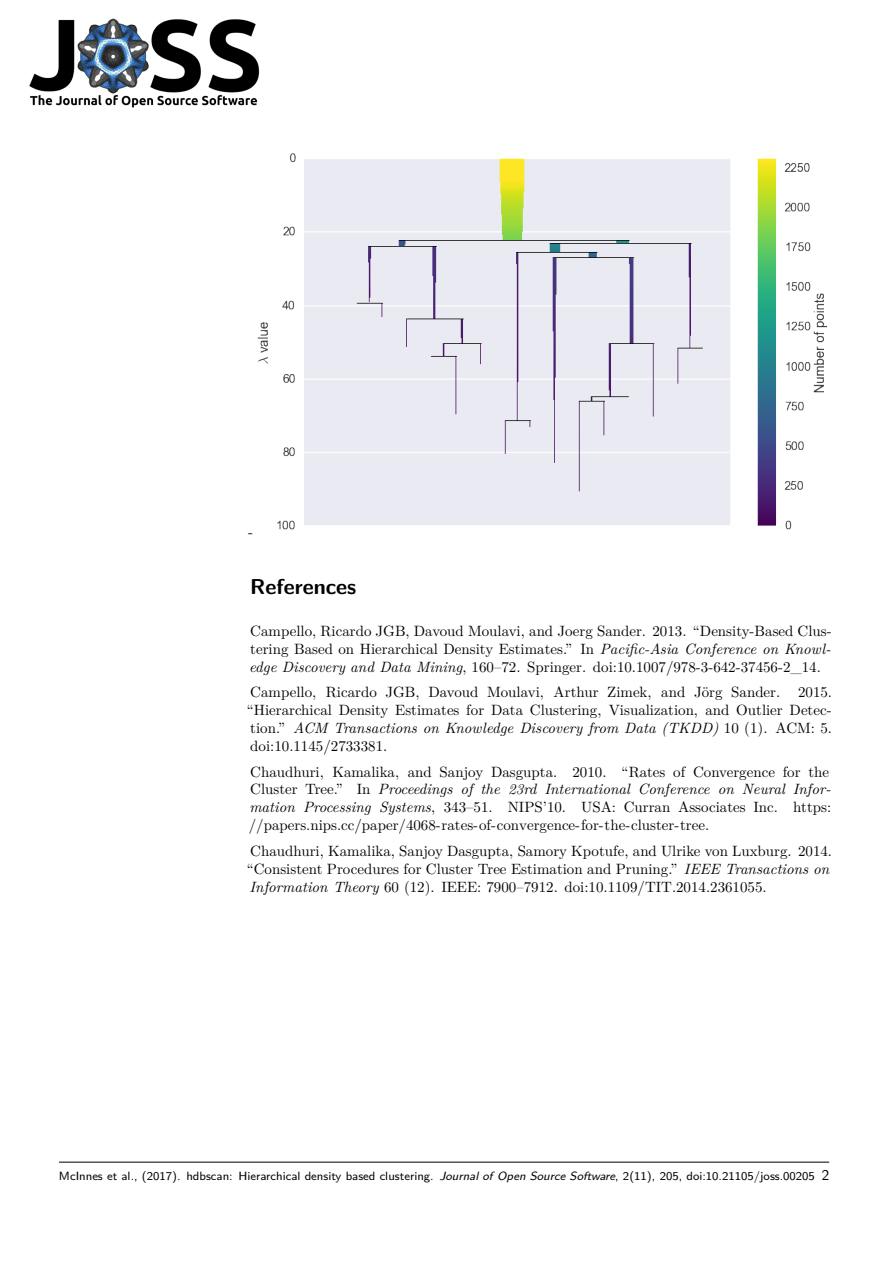 JOSS
The Journal of Open Source Software
0
20
40
60
80
100
λ value
2250
2000
1750
1500
1250
1000
750
500
250
0
Number of points
-
References
Campello, Ricardo JGB, Davoud Moulavi, and Joerg Sander. 2013. “Density-Based Clus-
tering Based on Hierarchical Density Estimates.” In Pacific-Asia Conference on Knowl-
edge Discovery and Data Mining, 160–72. Springer. doi:10.1007/978-3-642-37456-2_14.
Campello, Ricardo JGB, Davoud Moulavi, Arthur Zimek, and Jörg Sander. 2015.
“Hierarchical Density Estimates for Data Clustering, Visualization, and Outlier Detec-
tion.” ACM Transactions on Knowledge Discovery from Data (TKDD) 10 (1). ACM: 5.
doi:10.1145/2733381.
Chaudhuri, Kamalika, and Sanjoy Dasgupta. 2010. “Rates of Convergence for the
Cluster Tree.” In Proceedings of the 23rd International Conference on Neural Infor-
mation Processing Systems, 343–51. NIPS’10. USA: Curran Associates Inc. https:
//papers.nips.cc/paper/4068-rates-of-convergence-for-the-cluster-tree.
Chaudhuri, Kamalika, Sanjoy Dasgupta, Samory Kpotufe, and Ulrike von Luxburg. 2014.
“Consistent Procedures for Cluster Tree Estimation and Pruning.” IEEE Transactions on
Information Theory 60 (12). IEEE: 7900–7912. doi:10.1109/TIT.2014.2361055.
McInnes et al., (2017). hdbscan: Hierarchical density based clustering. Journal of Open Source Software, 2(11), 205, doi:10.21105/joss.00205 2